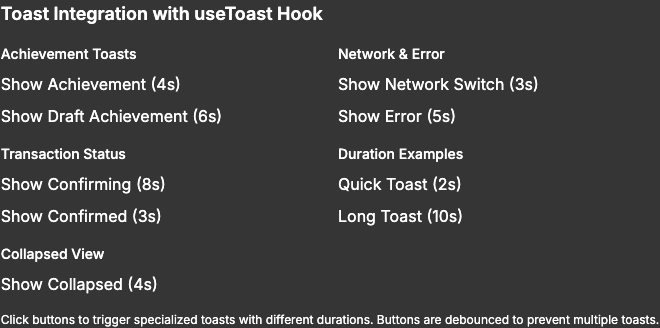 Toast Integration with useToast Hook
Achievement Toasts
Show Achievement (4s)
Show Draft Achievement (6s)
Network & Error
Show Network Switch (3s)
Show Error (5s)
Transaction Status
Show Confirming (8s)
Show Confirmed (3s)
Duration Examples
Quick Toast (2s)
Long Toast (10s)
Collapsed View
Show Collapsed (4s)
Click buttons to trigger specialized toasts with different durations. Buttons are debounced to prevent multiple toasts.